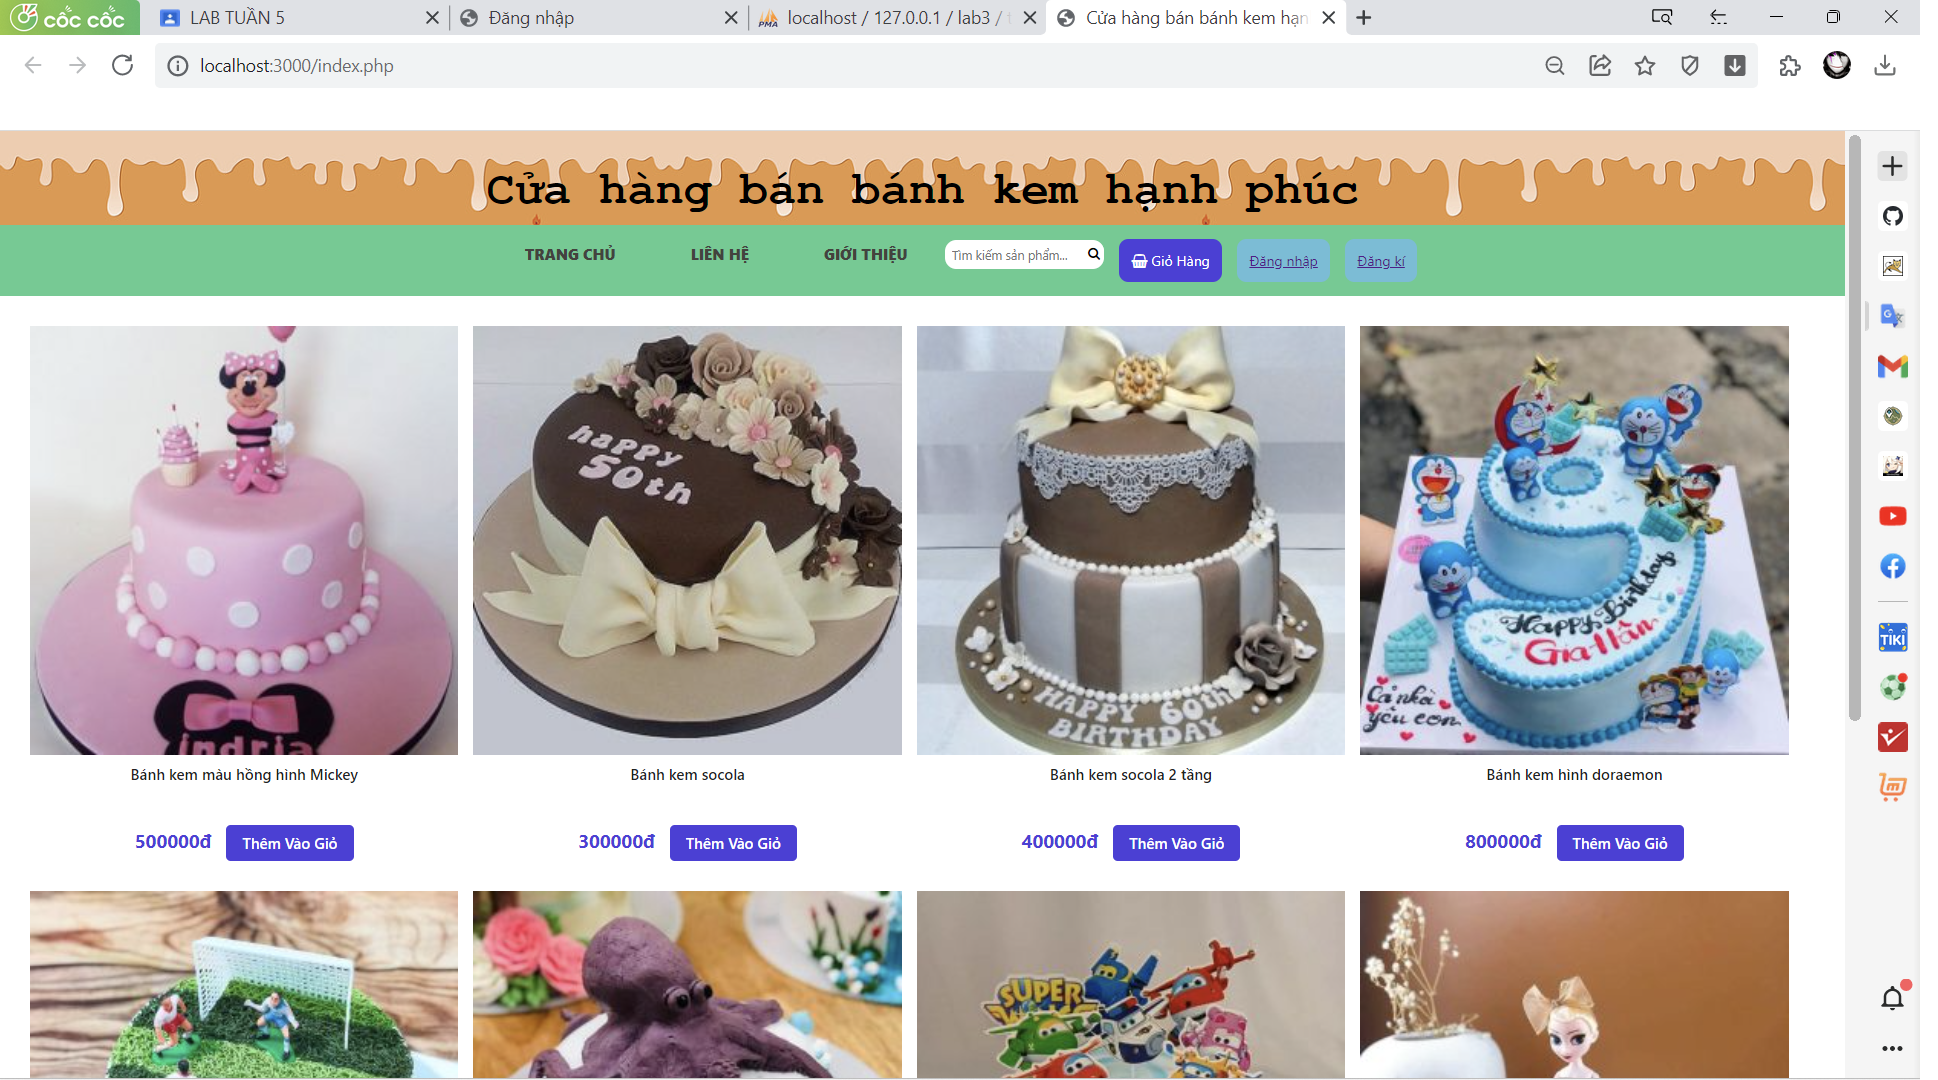 cốc cốc
LAB TUẦN 5
Đăng nhập
localhost / 127.0.0.1 / lab3 /
Cửa hàng bán bánh kem hạn
localhost:3000/index.php
Cửa hàng bán bánh kem hạnh phúc
TRANG CHỦ
LIÊN HỆ
GIỚI THIỆU
Tìm kiếm sản phẩm...
Giỏ Hàng
Đăng nhập
Đăng kí
indria
happy
50th
HAPPY 60th
BIRTHDAY
Happy Birthday
Gia Hân
Cả nhà
yêu con
Bánh kem màu hồng hình Mickey
Bánh kem socola
Bánh kem socola 2 tầng
Bánh kem hình doraemon
500000đ
Thêm Vào Giỏ
300000đ
Thêm Vào Giỏ
400000đ
Thêm Vào Giỏ
800000đ
Thêm Vào Giỏ
SUPER
TIKI